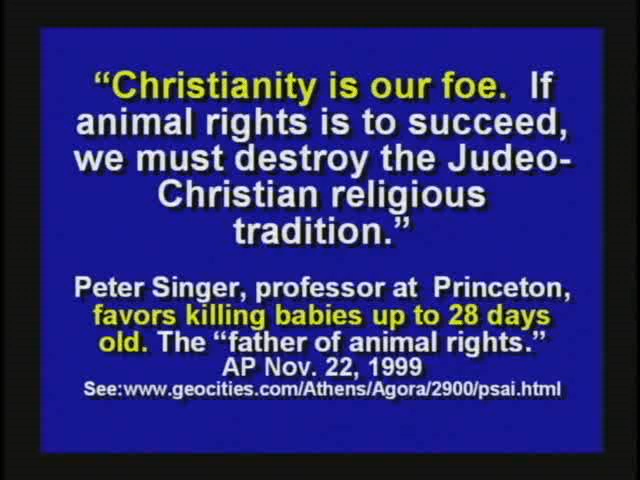 “Christianity is our foe. If
animal rights is to succeed,
we must destroy the Judeo-
Christian religious
tradition.”
Peter Singer, professor at Princeton,
favors killing babies up to 28 days
old. The “father of animal rights.”
AP Nov. 22, 1999
See:www.geocities.com/Athens/Agora/2900/psai.html